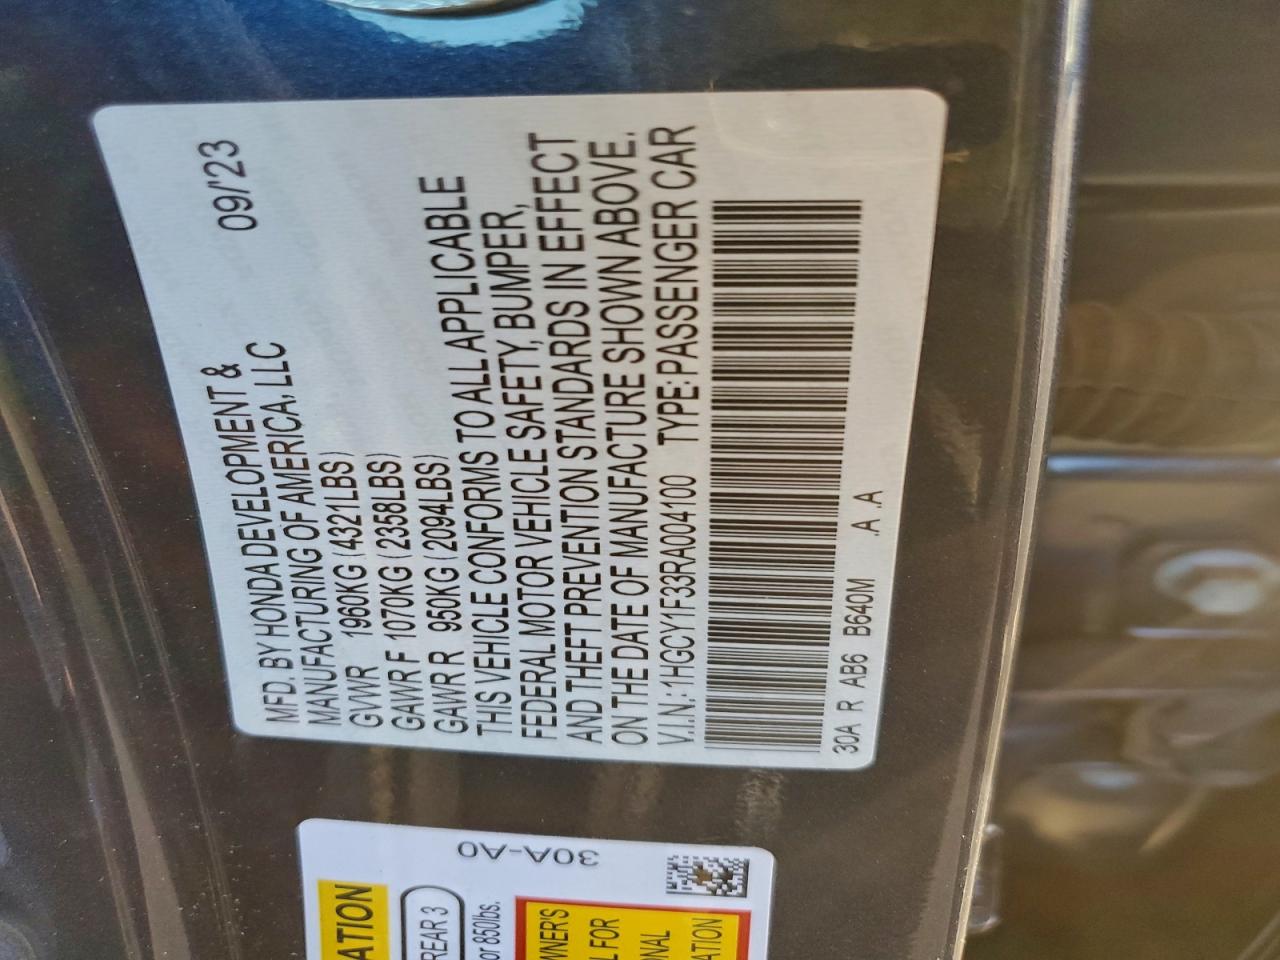 MFD. BY HONDA DEVELOPMENT &
MANUFACTURING OF AMERICA, LLC 09/'23
GVWR 1960KG (4321LBS)
GAWR F 1070KG (2358LBS)
GAWR R 950KG (2094LBS)
THIS VEHICLE CONFORMS TO ALL APPLICABLE
FEDERAL MOTOR VEHICLE SAFETY, BUMPER,
AND THEFT PREVENTION STANDARDS IN EFFECT
ON THE DATE OF MANUFACTURE SHOWN ABOVE.
V.I.N.: 1HGCY1F33RA004100 TYPE: PASSENGER CAR
30A R AB6 B640M .A .A
30A-A0
ATION
REAR 3
or 850lbs.
WNER'S
L FOR
ONAL
ATION